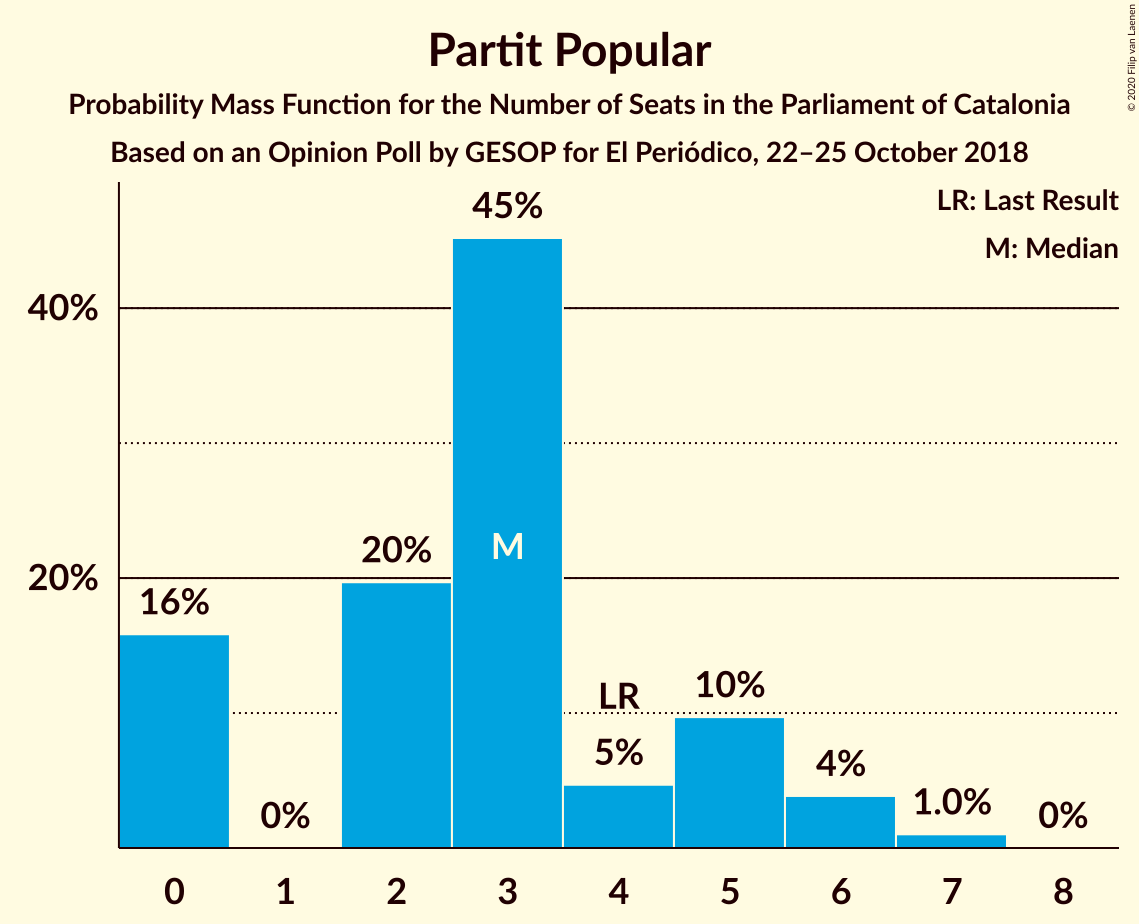 Partit Popular
Probability Mass Function for the Number of Seats in the Parliament of Catalonia
Based on an Opinion Poll by GESOP for El Periódico, 22–25 October 2018
© 2020 Filip van Laenen
LR: Last Result
M: Median
45%
40%
20%
M
20%
16%
LR
10%
5%
4%
1.0%
0%
0%
0 1 2 3 4 5 6 7 8